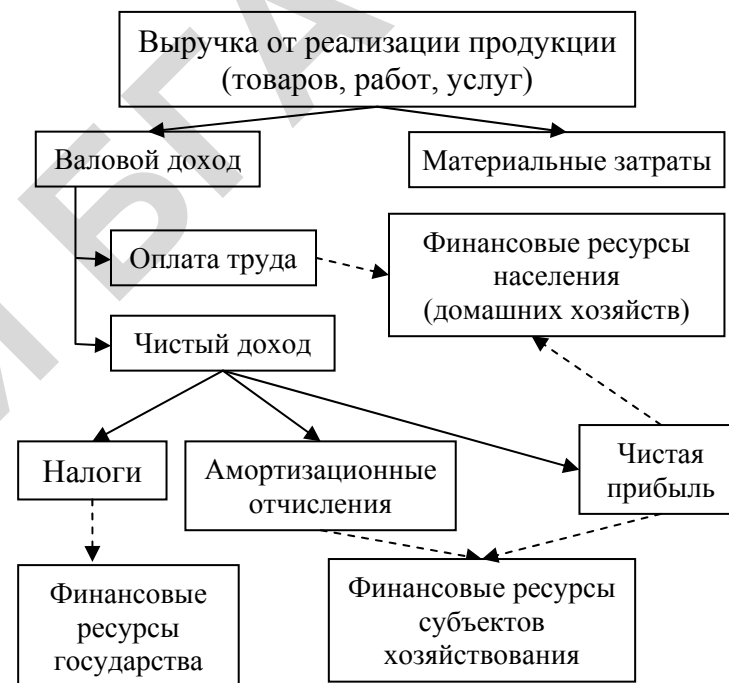 Выручка от реализации продукции
(товаров, работ, услуг)
Валовой доход
Материальные затраты
Оплата труда
Финансовые ресурсы
населения
(домашних хозяйств)
Чистый доход
Налоги
Амортизационные
отчисления
Чистая
прибыль
Финансовые
ресурсы
государства
Финансовые ресурсы
субъектов
хозяйствования